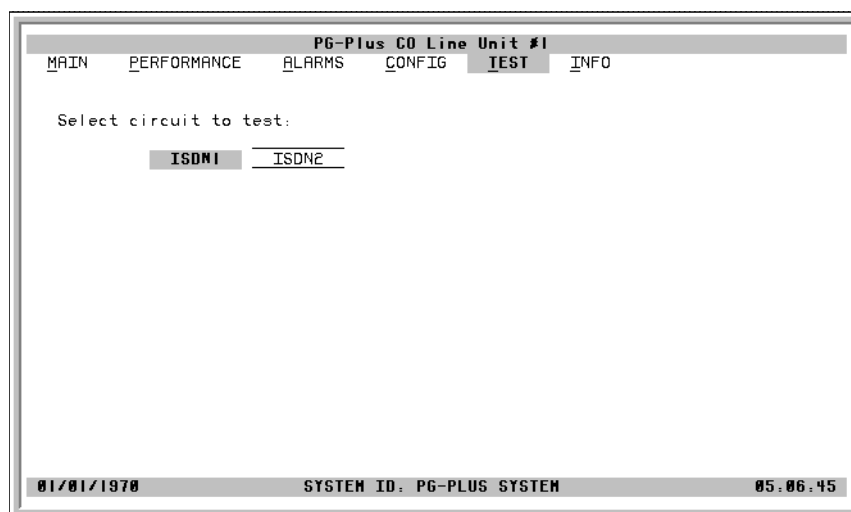 PG-Plus CO Line Unit #1
MAIN PERFORMANCE ALARMS CONFIG TEST INFO
Select circuit to test:
ISDN1 ISDN2
01/01/1970 SYSTEM ID: PG-PLUS SYSTEM 05:06:45